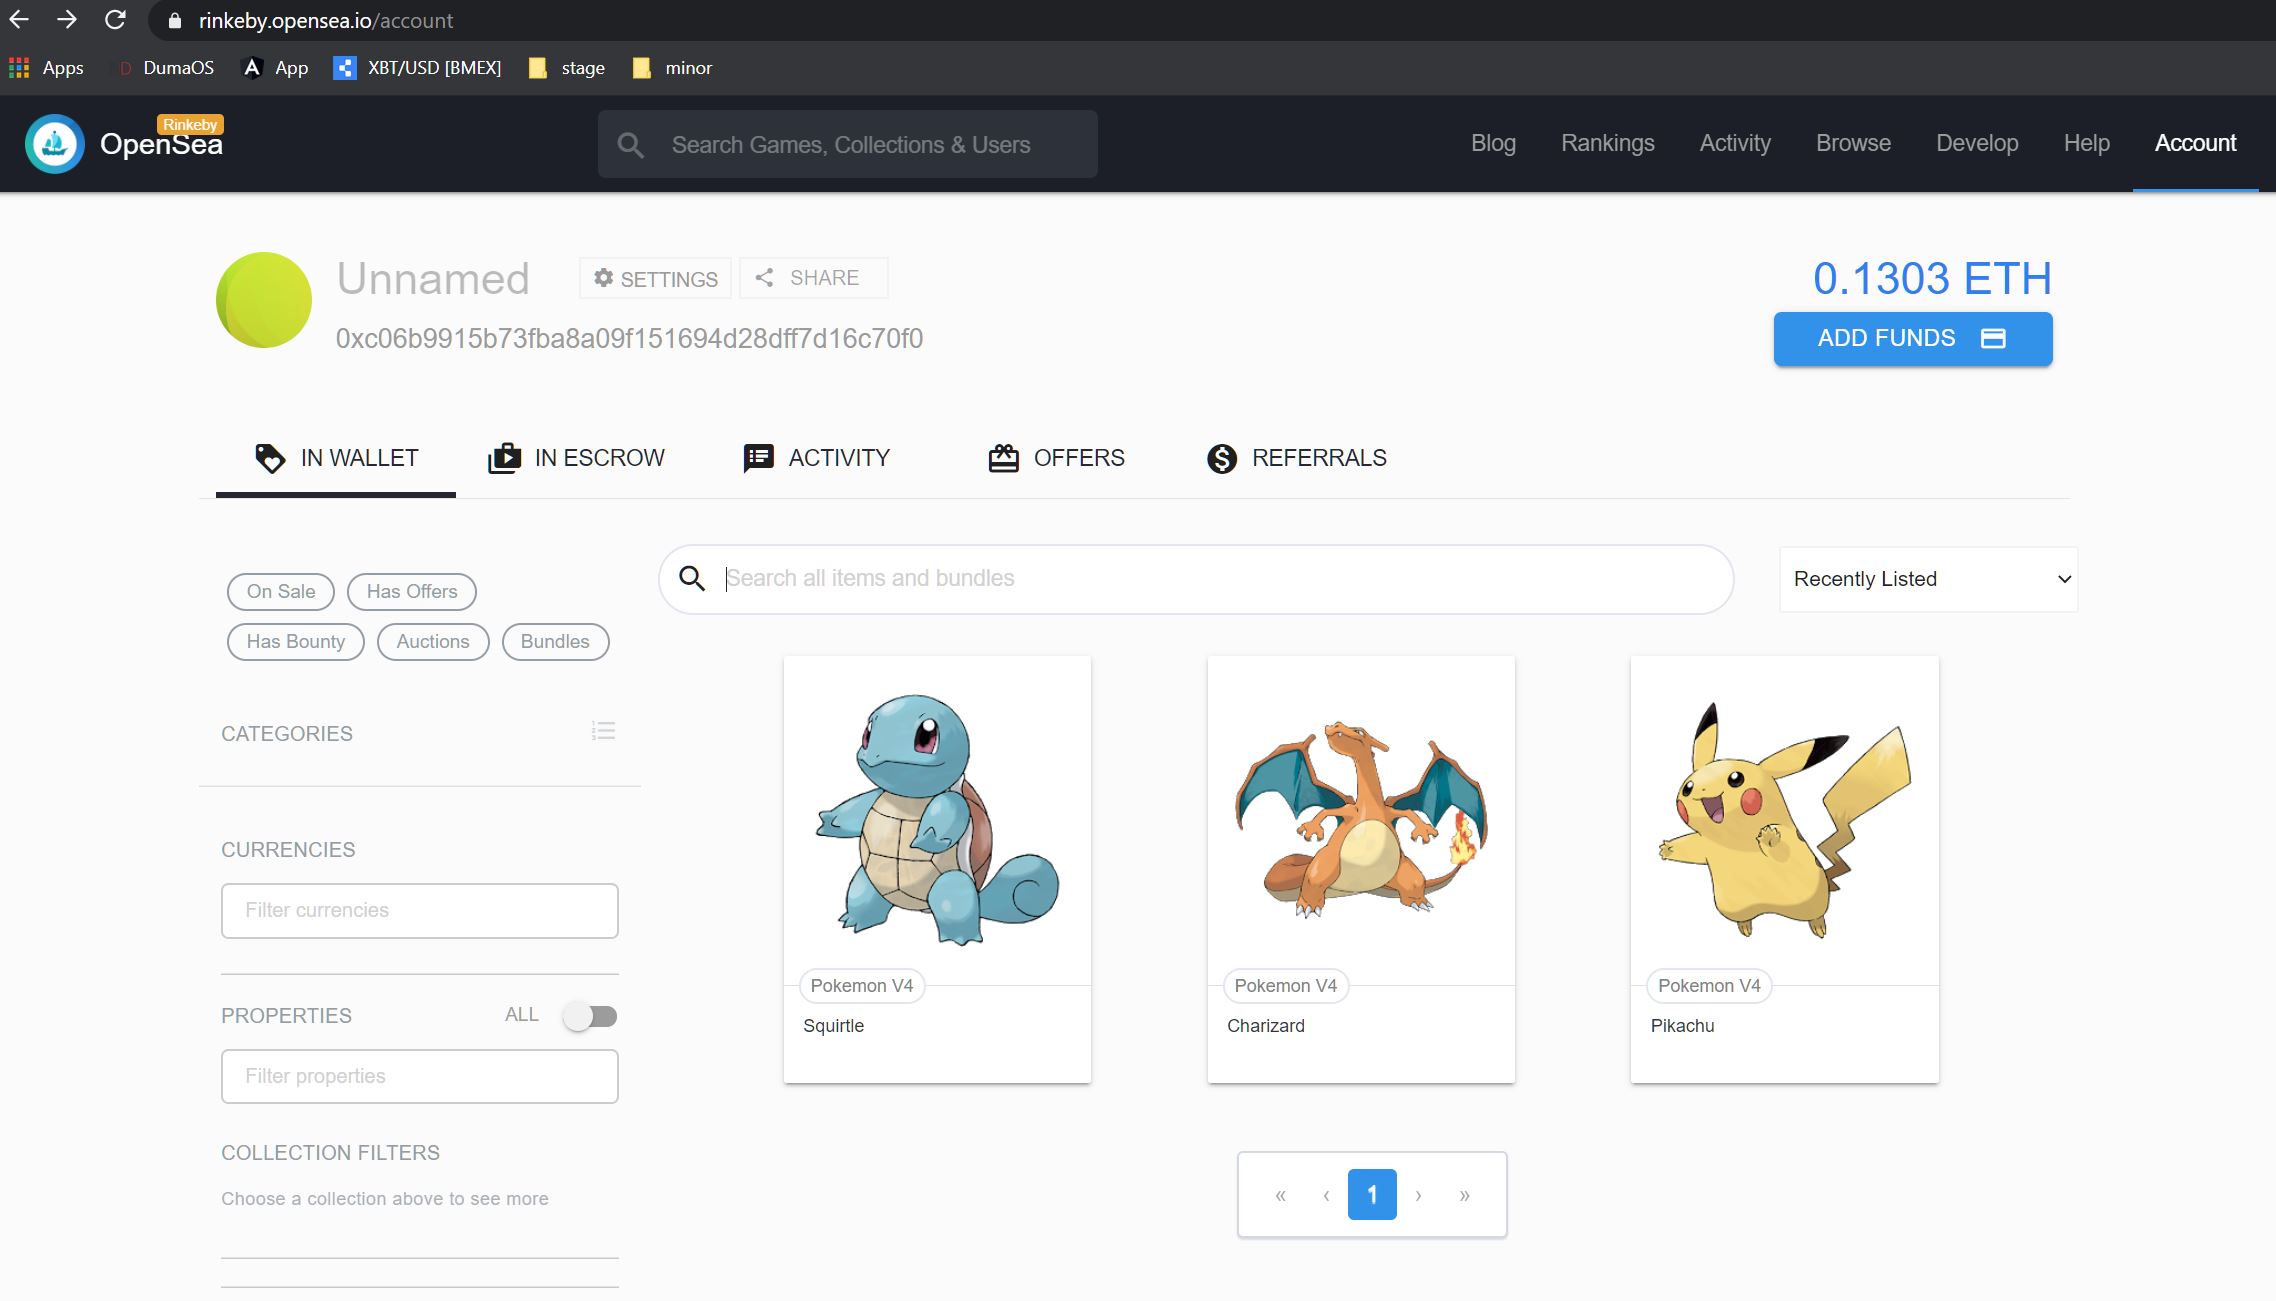 rinkeby.opensea.io/account
Apps DumaOS App XBT/USD [BMEX] stage minor
Rinkeby
OpenSea
Search Games, Collections & Users
Blog Rankings Activity Browse Develop Help Account
Unnamed
SETTINGS SHARE
0xc06b9915b73fba8a09f151694d28dff7d16c70f0
0.1303 ETH
ADD FUNDS
IN WALLET IN ESCROW ACTIVITY OFFERS REFERRALS
Search all items and bundles
Recently Listed
On Sale Has Offers
Has Bounty Auctions Bundles
CATEGORIES
CURRENCIES
Filter currencies
PROPERTIES ALL
Filter properties
COLLECTION FILTERS
Choose a collection above to see more
Pokemon V4
Squirtle
Pokemon V4
Charizard
Pokemon V4
Pikachu
« ‹ 1 › »